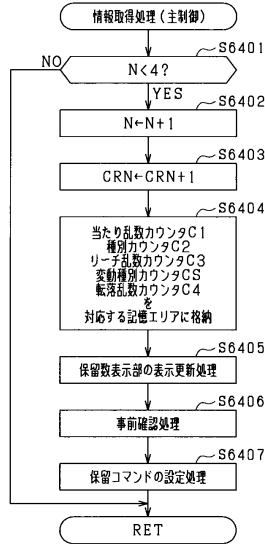 情報取得処理(主制御)
S6401
N<4?
NO
YES
S6402
N←N+1
S6403
CRN←CRN+1
S6404
当たり乱数カウンタC1
種別カウンタC2
リーチ乱数カウンタC3
変動種別カウンタCS
転落乱数カウンタC4
を
対応する記憶エリアに格納
S6405
保留数表示部の表示更新処理
S6406
事前確認処理
S6407
保留コマンドの設定処理
RET